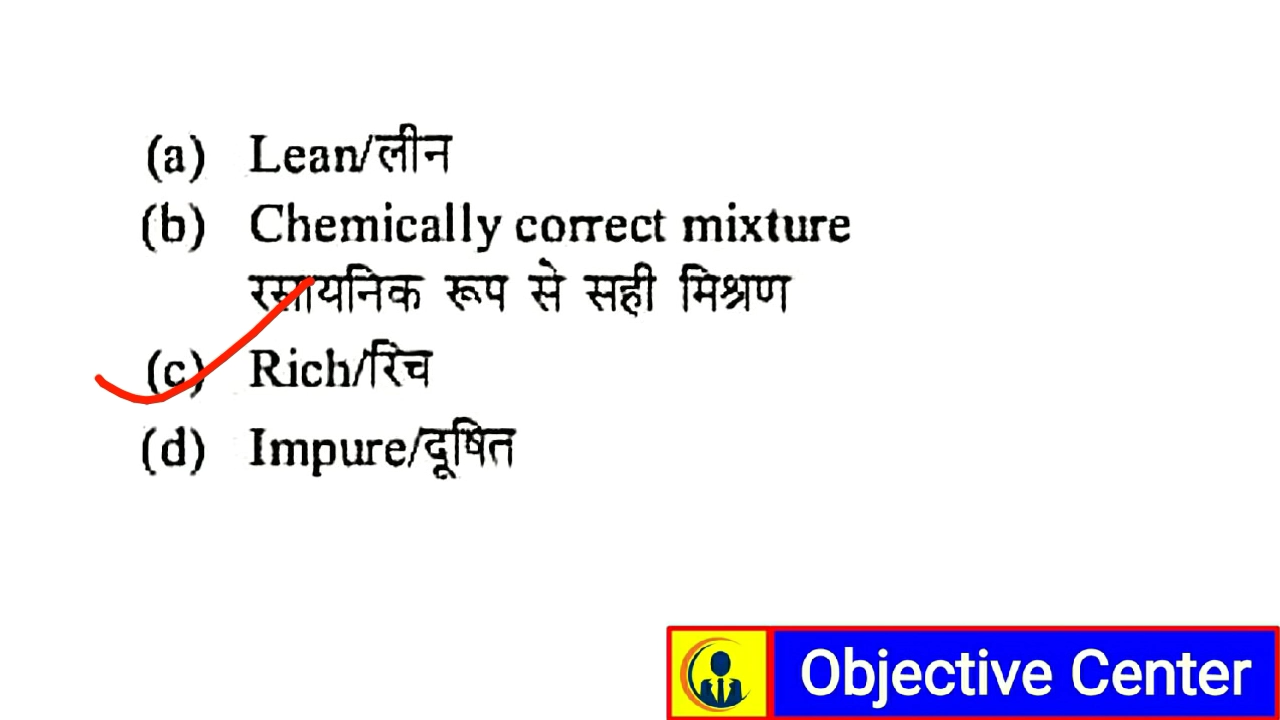 (a) Lean/लीन
(b) Chemically correct mixture
रसायनिक रूप से सही मिश्रण
(c) Rich/रिच
(d) Impure/दूषित
Objective Center